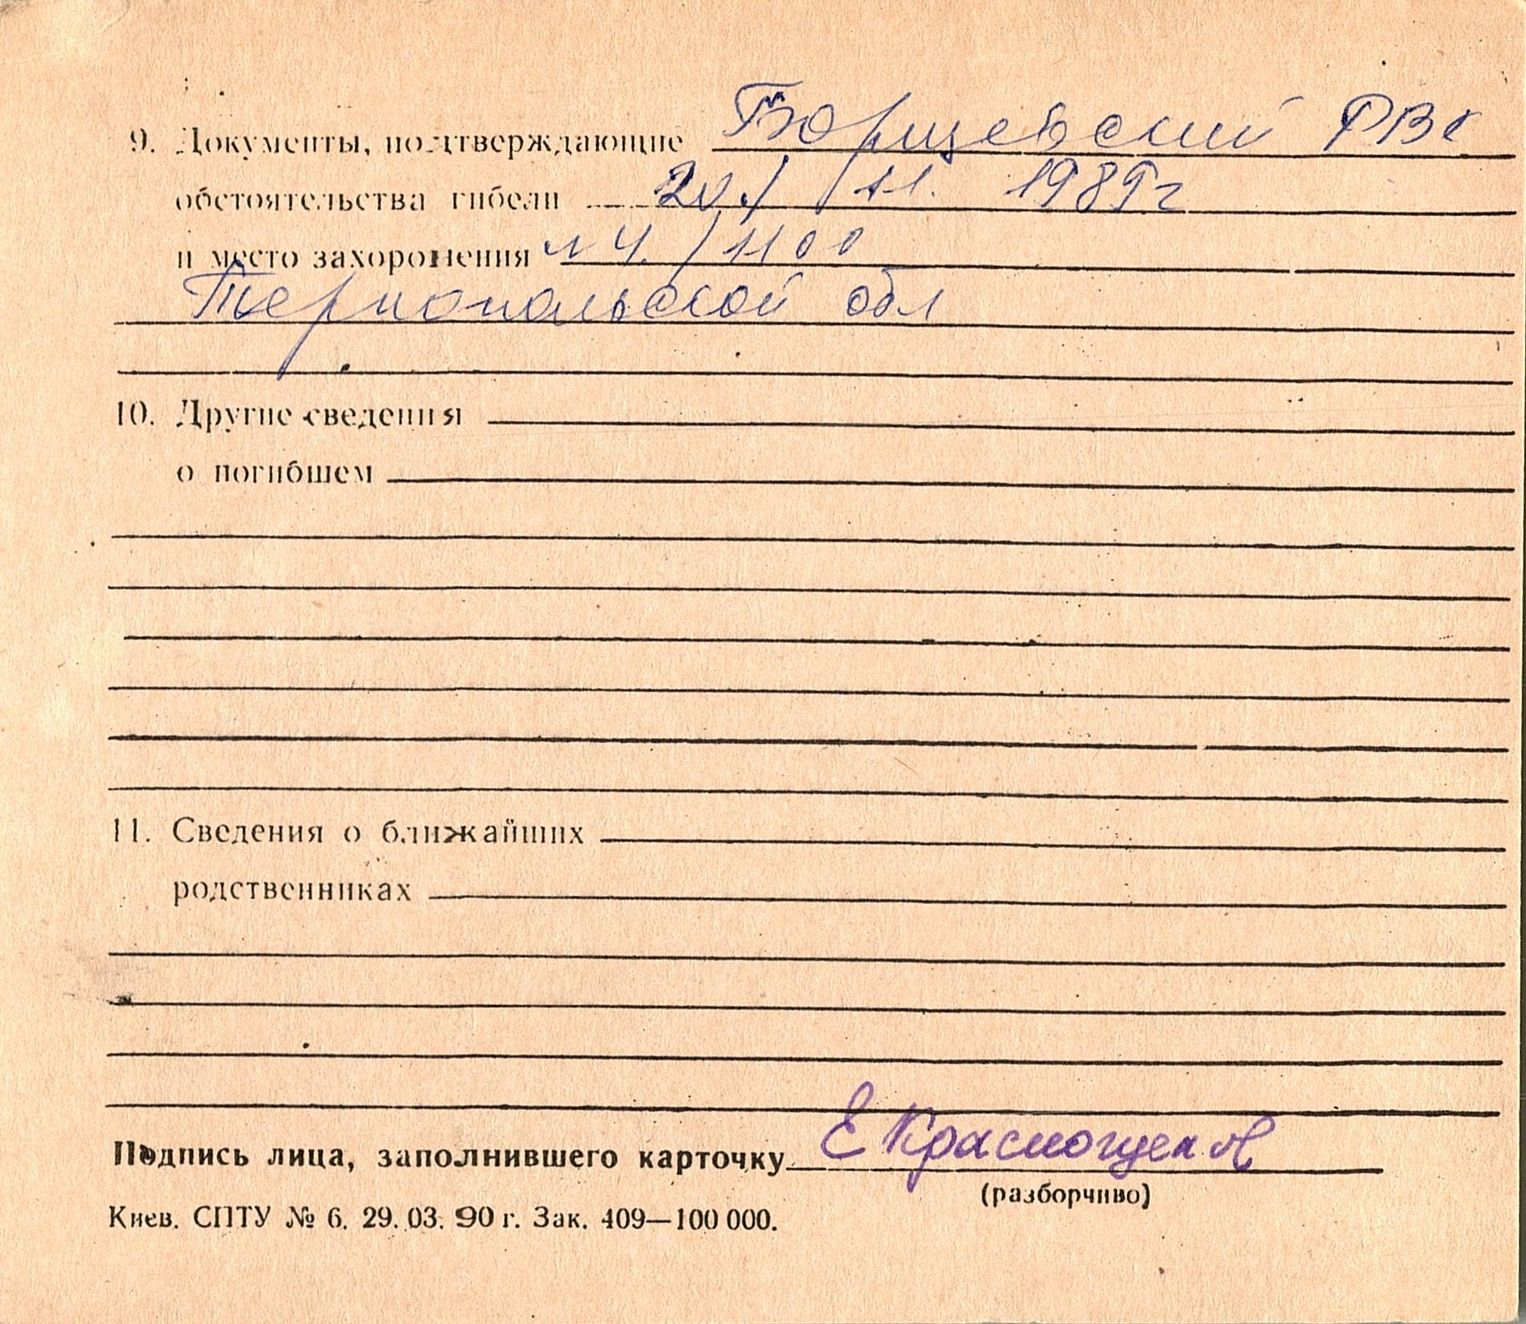 9. Документы, подтверждающие Борщевский РВК
обстоятельства гибели 20./11. 1989г
и место захоронения №4./1100
Тернопольской обл
10. Другие сведения
о погибшем
11. Сведения о ближайших
родственниках
Подпись лица, заполнившего карточку Е Красношцек
(разборчиво)
Киев. СПТУ № 6. 29. 03. 90 г. Зак. 409—100 000.